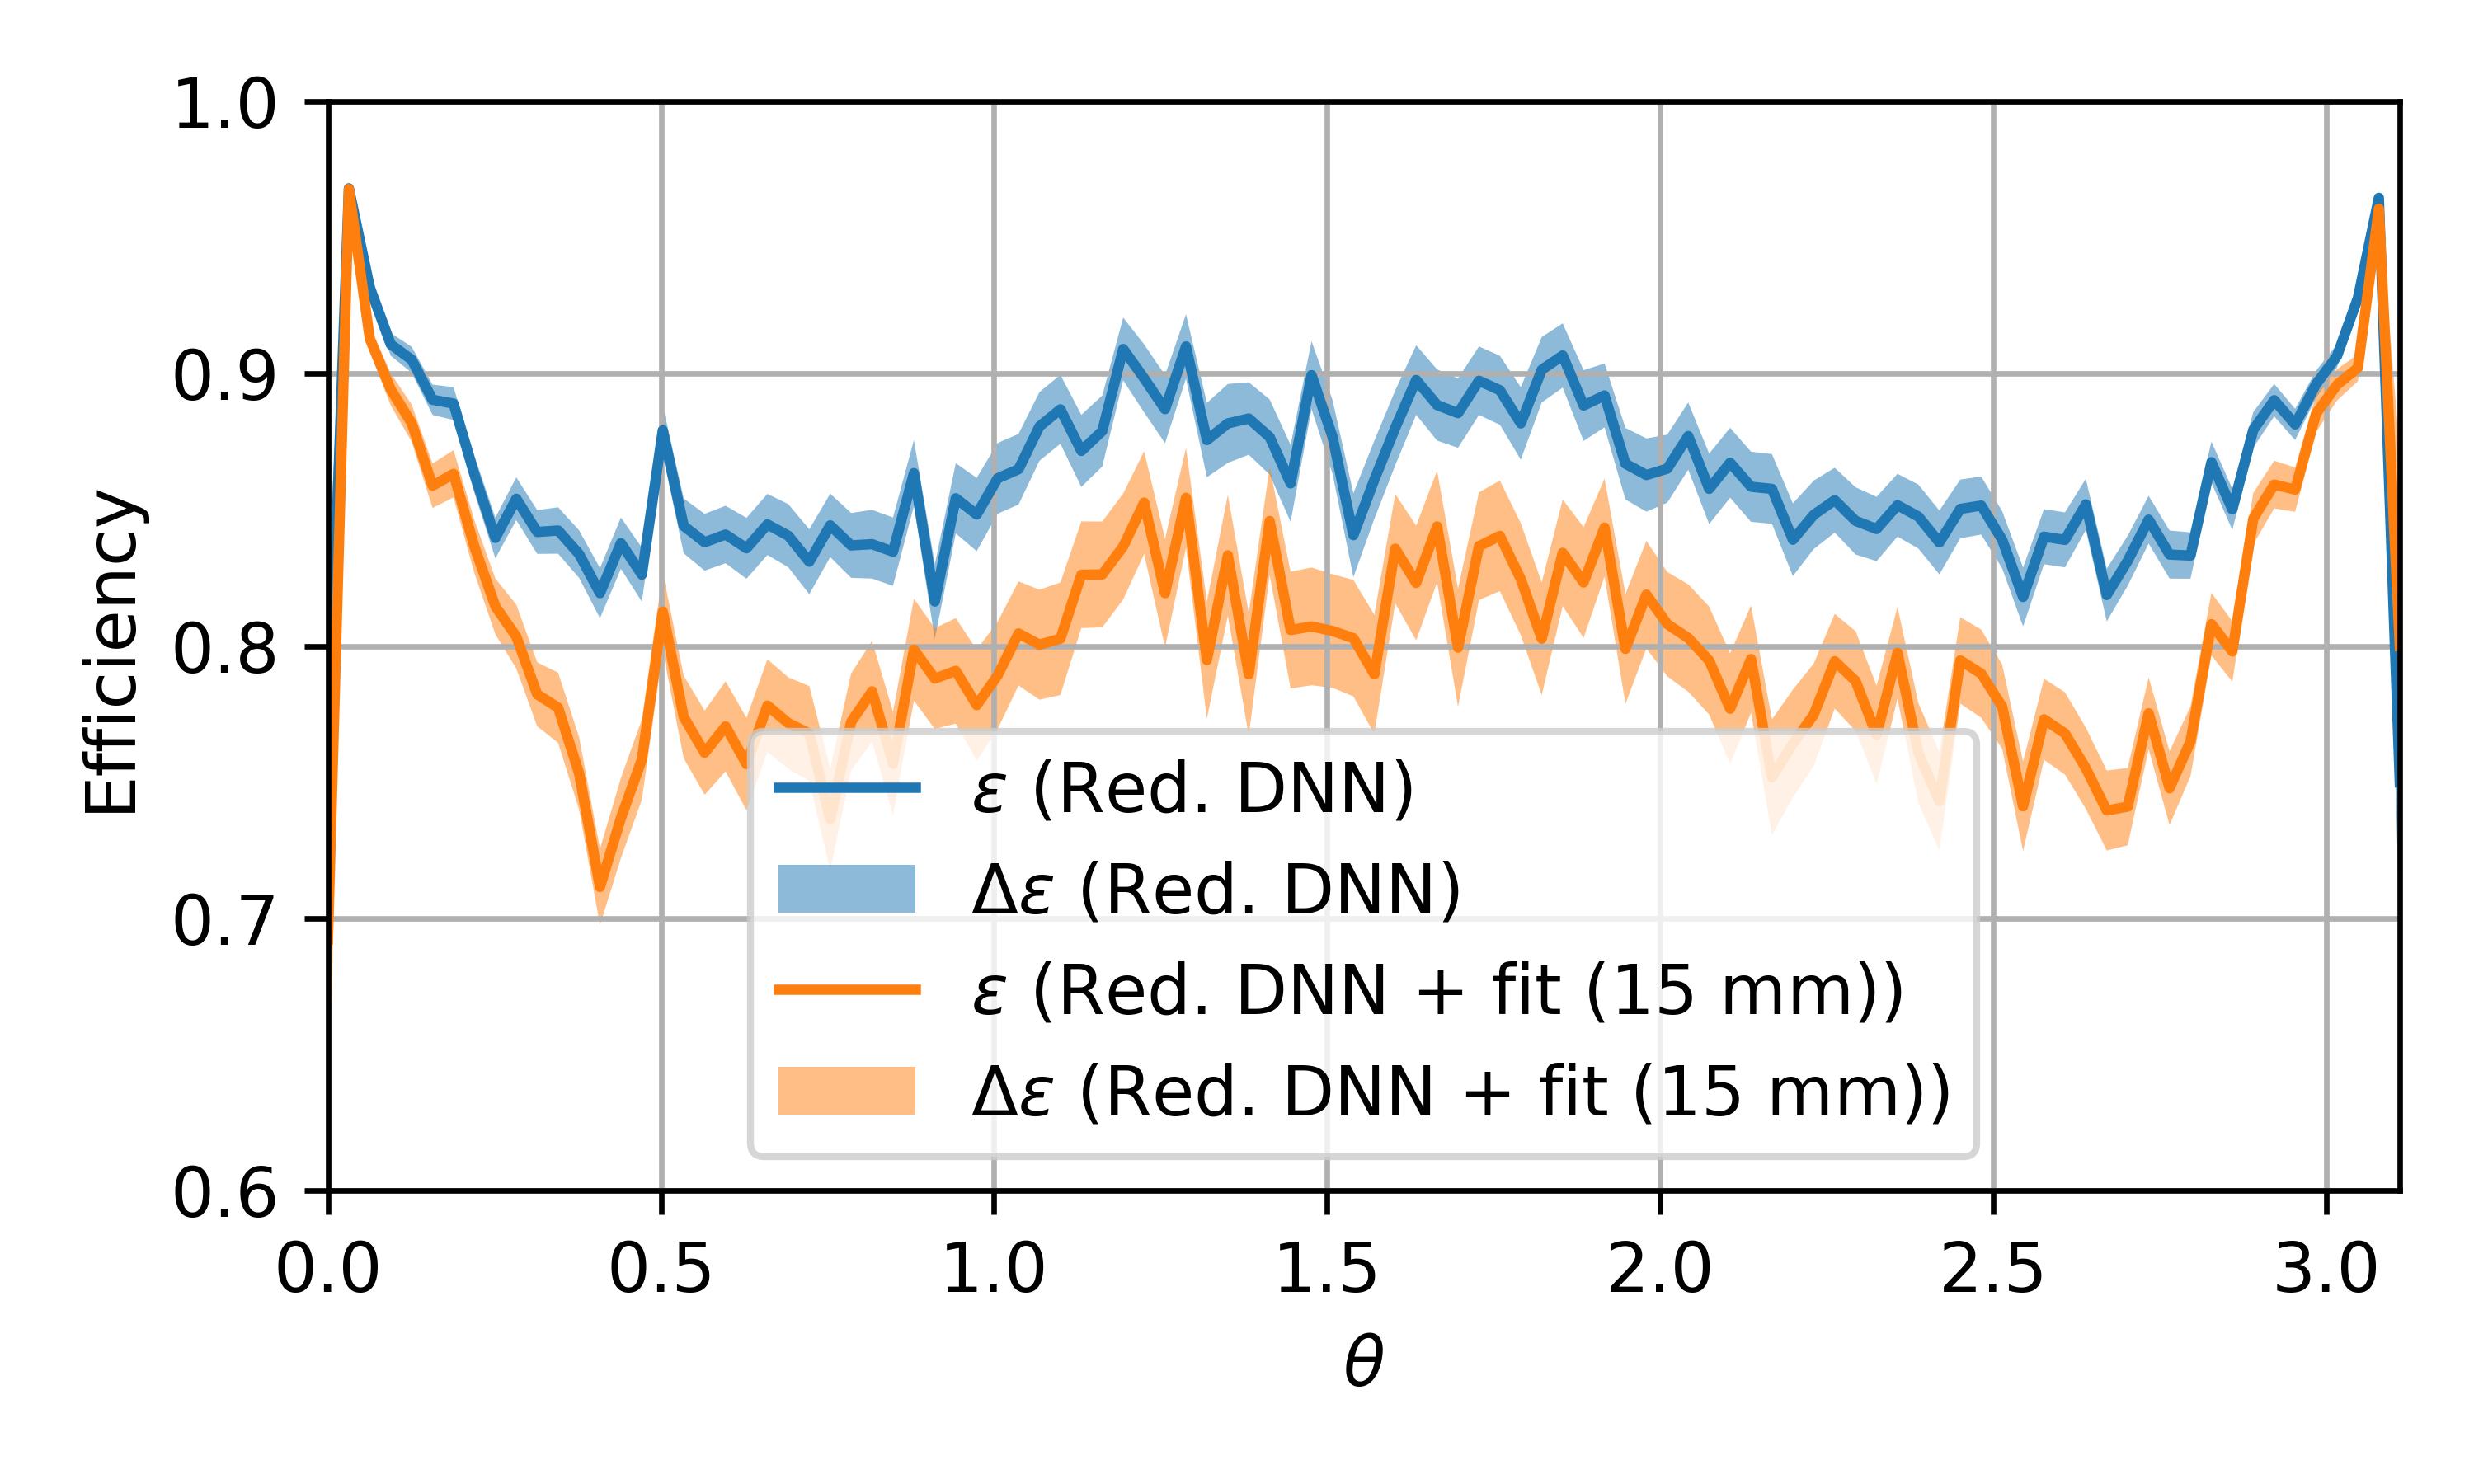 1.0
0.9
0.8
0.7
0.6
Efficiency
ε (Red. DNN)
Δε (Red. DNN)
ε (Red. DNN + fit (15 mm))
Δε (Red. DNN + fit (15 mm))
0.0 0.5 1.0 1.5 2.0 2.5 3.0
θ